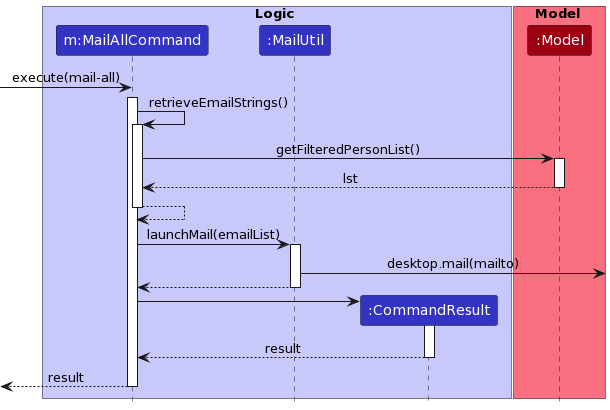 Logic
Model
m:MailAllCommand
:MailUtil
:Model
execute(mail-all)
retrieveEmailStrings()
getFilteredPersonList()
lst
launchMail(emailList)
desktop.mail(mailto)
:CommandResult
result
result